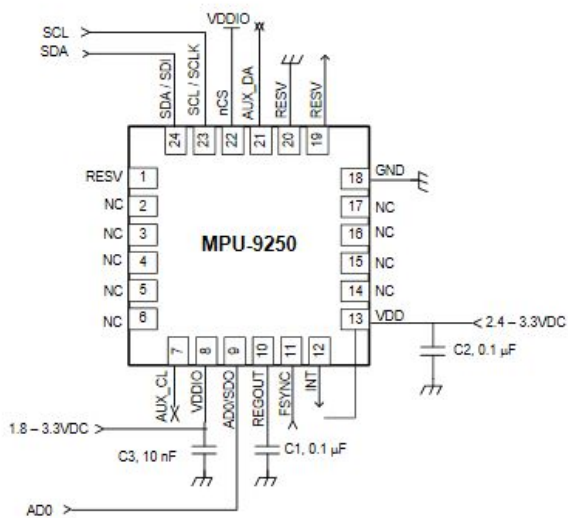 VDDIO
SCL
SDA
SDA / SDI
SCL / SCLK
nCS
AUX_DA
RESV
RESV
24
23
22
21
20
19
RESV 1
NC 2
NC 3
NC 4
NC 5
NC 6
MPU-9250
18 GND
17 NC
16 NC
15 NC
14 NC
13 VDD
2.4 – 3.3VDC
C2, 0.1 µF
7
8
9
10
11
12
AUX_CL
VDDIO
AD0/SDO
REGOUT
FSYNC
INT
1.8 – 3.3VDC
C3, 10 nF
C1, 0.1 µF
AD0